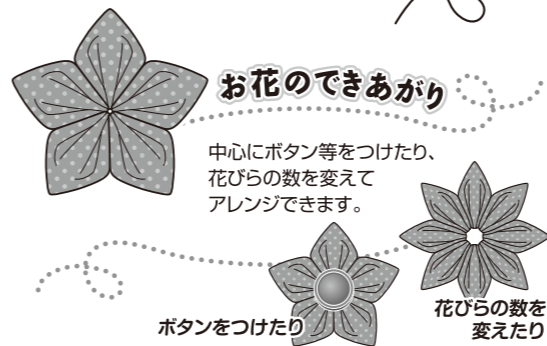 お花のできあがり
中心にボタン等をつけたり、
花びらの数を変えて
アレンジできます。
ボタンをつけたり
花びらの数を
変えたり